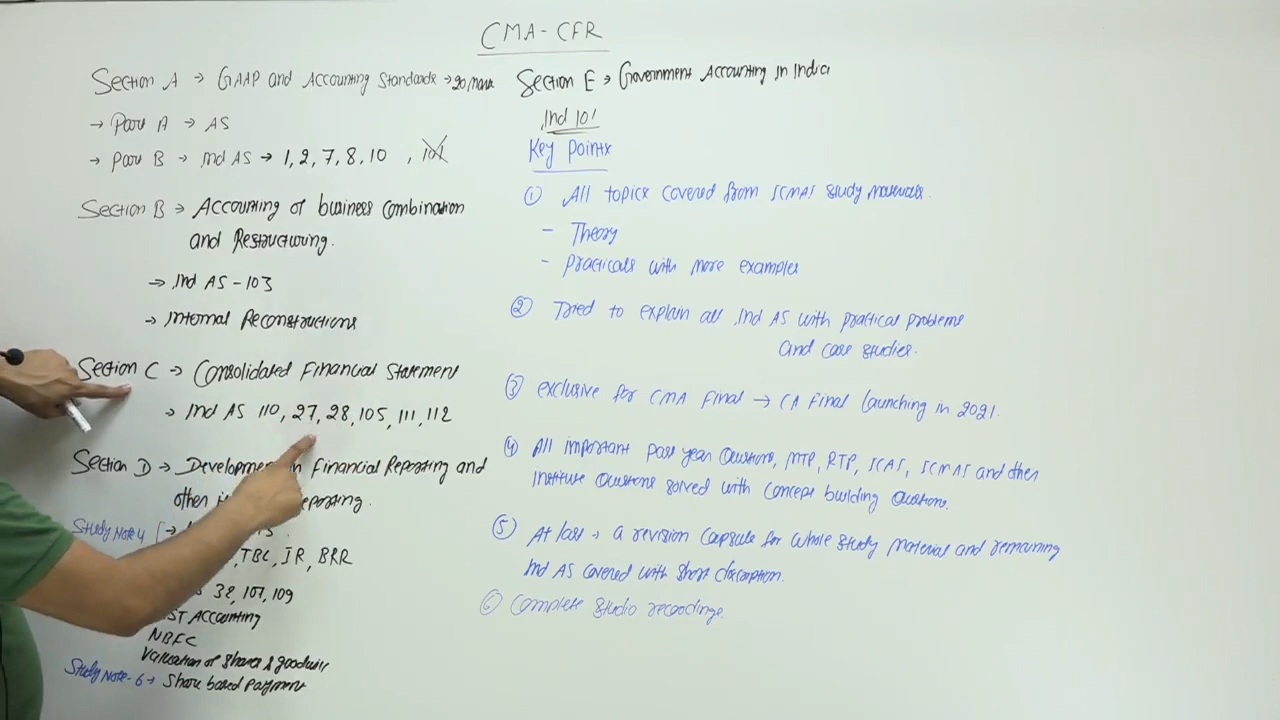 CMA - CFR
Section A → GAAP and Accounting Standards → 20 mark
→ Part A → AS
→ Part B → Ind AS → 1, 2, 7, 8, 10 , 101
Section B → Accounting of business Combination
and Restructuring.
→ Ind AS - 103
→ Internal Reconstructions
Section C → Consolidated Financial Statement
→ Ind AS 110, 27, 28, 105, 111, 112
Section D → Development in Financial Reporting and
other reporting.
Study Note 4
TBL, IR, BRR
32, 107, 109
ST Accounting
NBFC
Valuation of Shares & goodwill
Study Note - 6 → Share based Payment
Section E → Government Accounting in India
Ind 101
Key Points
① All topics covered from ICMAI Study Materials.
- Theory
- Practicals with more examples
② Tried to explain all Ind AS with practical problems
And case studies.
③ exclusive for CMA Final → CA Final Launching in 2021.
④ All important Past year Questions, MTP, RTP, ICAI, ICMAI and other
Institute Questions solved with Concept building Questions.
⑤ At last → a revision Capsule for whole Study Material and remaining
Ind AS covered with Short
⑥ Complete Studio recordings.